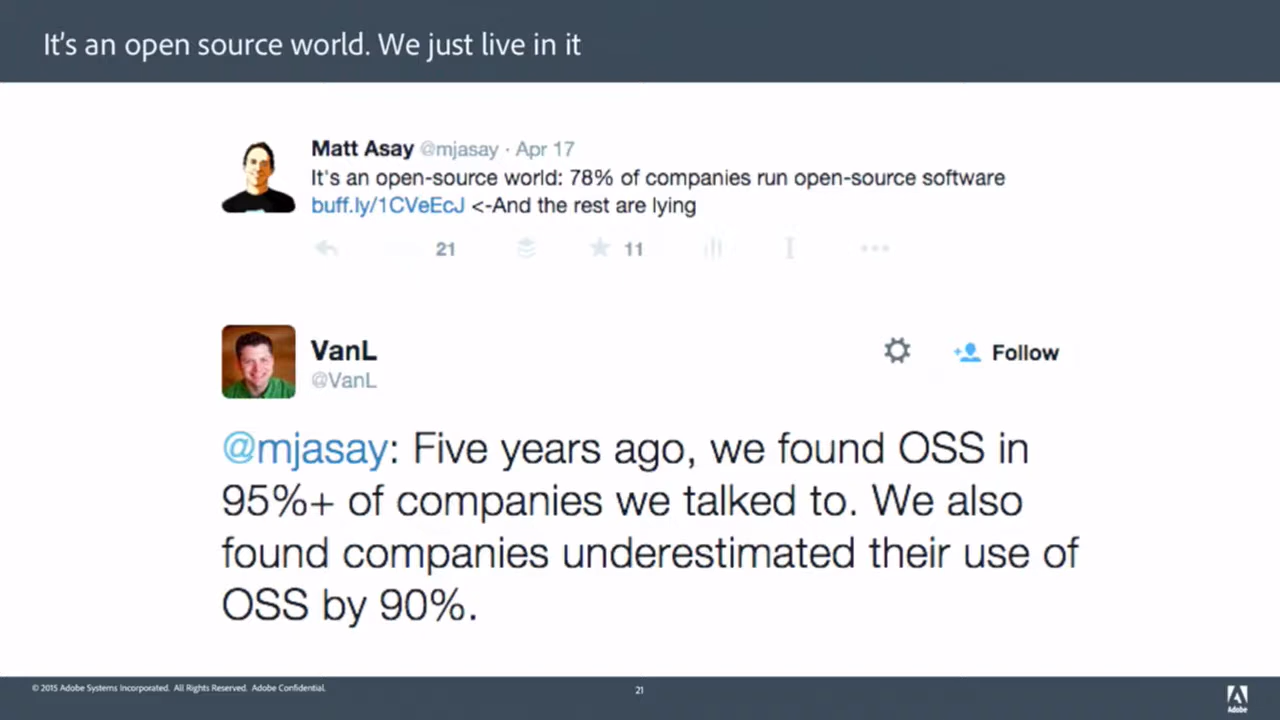 It's an open source world. We just live in it
Matt Asay @mjasay · Apr 17
It's an open-source world: 78% of companies run open-source software
buff.ly/1CVeEcJ <-And the rest are lying
21 11
VanL
@VanL
Follow
@mjasay: Five years ago, we found OSS in
95%+ of companies we talked to. We also
found companies underestimated their use of
OSS by 90%.
© 2015 Adobe Systems Incorporated. All Rights Reserved. Adobe Confidential.
21
Adobe